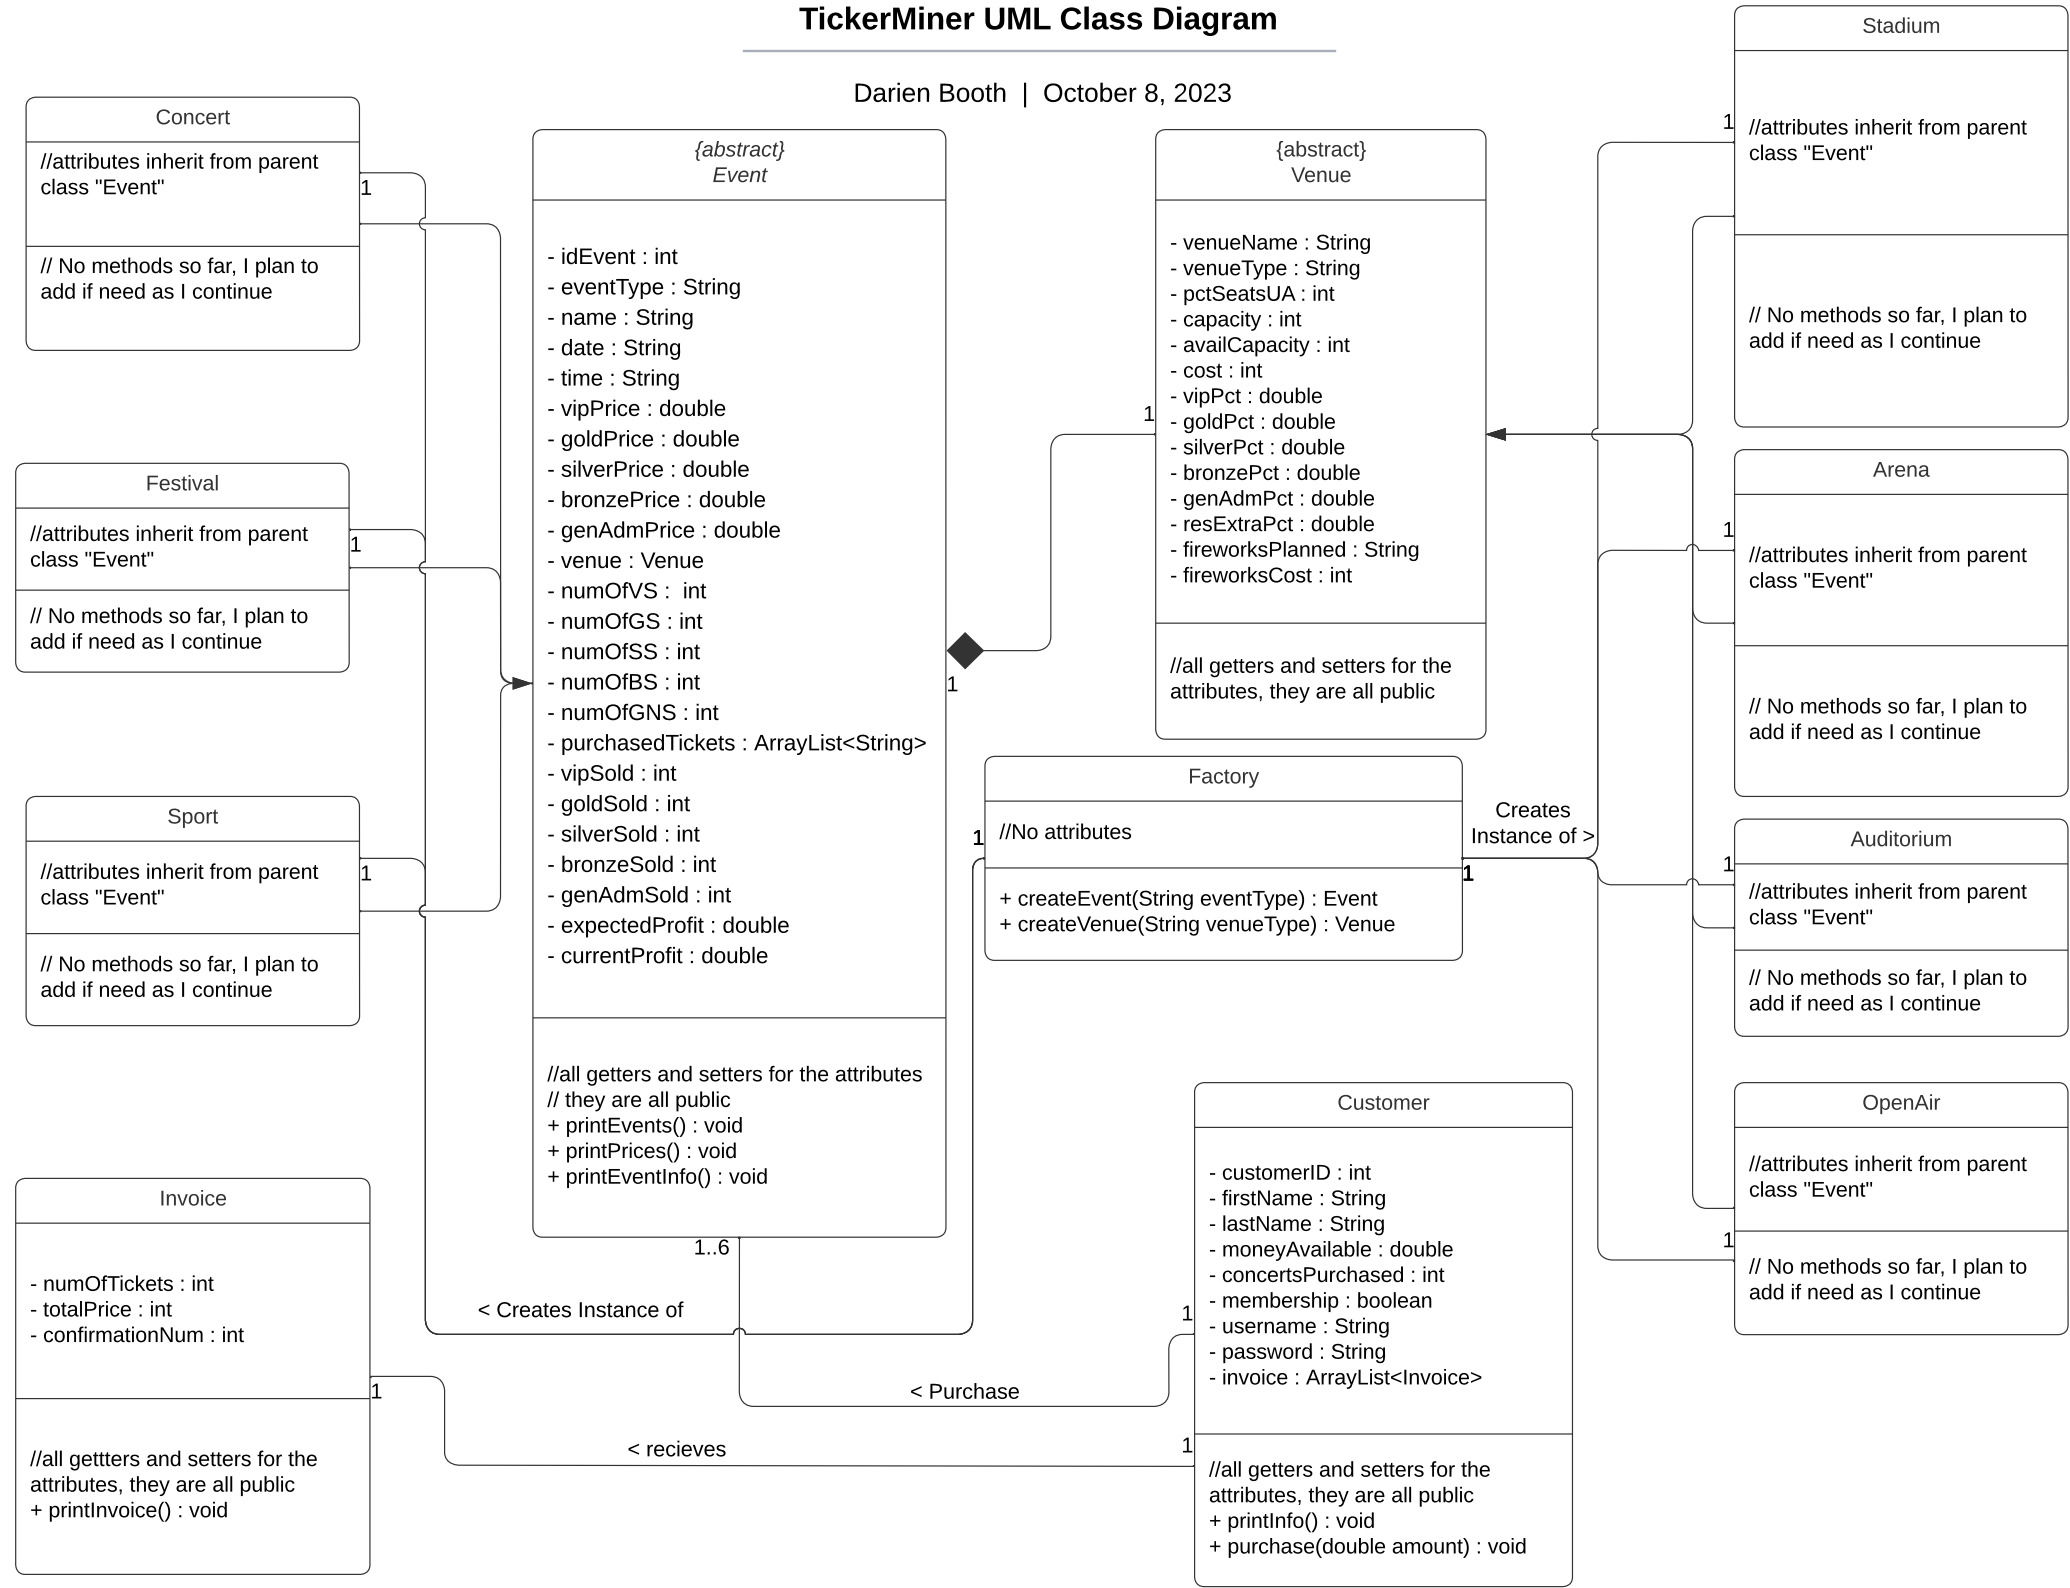 TickerMiner UML Class Diagram
Darien Booth | October 8, 2023
Concert
//attributes inherit from parent
class "Event"
// No methods so far, I plan to
add if need as I continue
1
Festival
//attributes inherit from parent
class "Event"
// No methods so far, I plan to
add if need as I continue
1
Sport
//attributes inherit from parent
class "Event"
// No methods so far, I plan to
add if need as I continue
1
Invoice
- numOfTickets : int
- totalPrice : int
- confirmationNum : int
//all gettters and setters for the
attributes, they are all public
+ printInvoice() : void
1
{abstract}
Event
- idEvent : int
- eventType : String
- name : String
- date : String
- time : String
- vipPrice : double
- goldPrice : double
- silverPrice : double
- bronzePrice : double
- genAdmPrice : double
- venue : Venue
- numOfVS :  int
- numOfGS : int
- numOfSS : int
- numOfBS : int
- numOfGNS : int
- purchasedTickets : ArrayList<String>
- vipSold : int
- goldSold : int
- silverSold : int
- bronzeSold : int
- genAdmSold : int
- expectedProfit : double
- currentProfit : double
//all getters and setters for the attributes
// they are all public
+ printEvents() : void
+ printPrices() : void
+ printEventInfo() : void
1
1..6
< Creates Instance of
< Purchase
< recieves
{abstract}
Venue
- venueName : String
- venueType : String
- pctSeatsUA : int
- capacity : int
- availCapacity : int
- cost : int
- vipPct : double
- goldPct : double
- silverPct : double
- bronzePct : double
- genAdmPct : double
- resExtraPct : double
- fireworksPlanned : String
- fireworksCost : int
//all getters and setters for the
attributes, they are all public
1
Factory
//No attributes
+ createEvent(String eventType) : Event
+ createVenue(String venueType) : Venue
1
1
Creates
Instance of >
Customer
- customerID : int
- firstName : String
- lastName : String
- moneyAvailable : double
- concertsPurchased : int
- membership : boolean
- username : String
- password : String
- invoice : ArrayList<Invoice>
//all getters and setters for the
attributes, they are all public
+ printInfo() : void
+ purchase(double amount) : void
1
1
Stadium
//attributes inherit from parent
class "Event"
// No methods so far, I plan to
add if need as I continue
1
Arena
//attributes inherit from parent
class "Event"
// No methods so far, I plan to
add if need as I continue
1
Auditorium
//attributes inherit from parent
class "Event"
// No methods so far, I plan to
add if need as I continue
1
OpenAir
//attributes inherit from parent
class "Event"
// No methods so far, I plan to
add if need as I continue
1